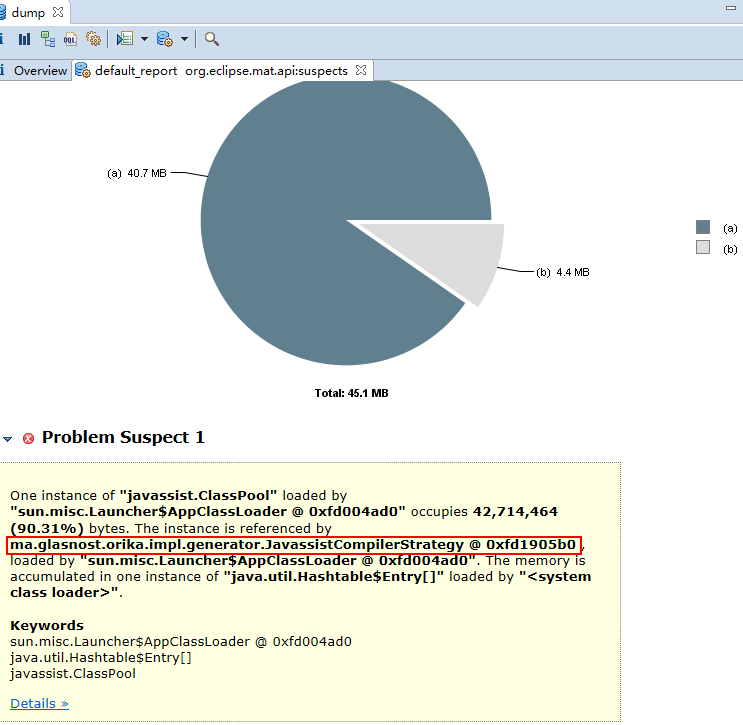 dump
OQL
i Overview default_report org.eclipse.mat.api:suspects
(a) 40.7 MB
(a)
(b)
(b) 4.4 MB
Total: 45.1 MB
Problem Suspect 1
One instance of "javassist.ClassPool" loaded by
"sun.misc.Launcher$AppClassLoader @ 0xfd004ad0" occupies 42,714,464
(90.31%) bytes. The instance is referenced by
ma.glasnost.orika.impl.generator.JavassistCompilerStrategy @ 0xfd1905b0 ,
loaded by "sun.misc.Launcher$AppClassLoader @ 0xfd004ad0". The memory is
accumulated in one instance of "java.util.Hashtable$Entry[]" loaded by "<system
class loader>".
Keywords
sun.misc.Launcher$AppClassLoader @ 0xfd004ad0
java.util.Hashtable$Entry[]
javassist.ClassPool
Details »